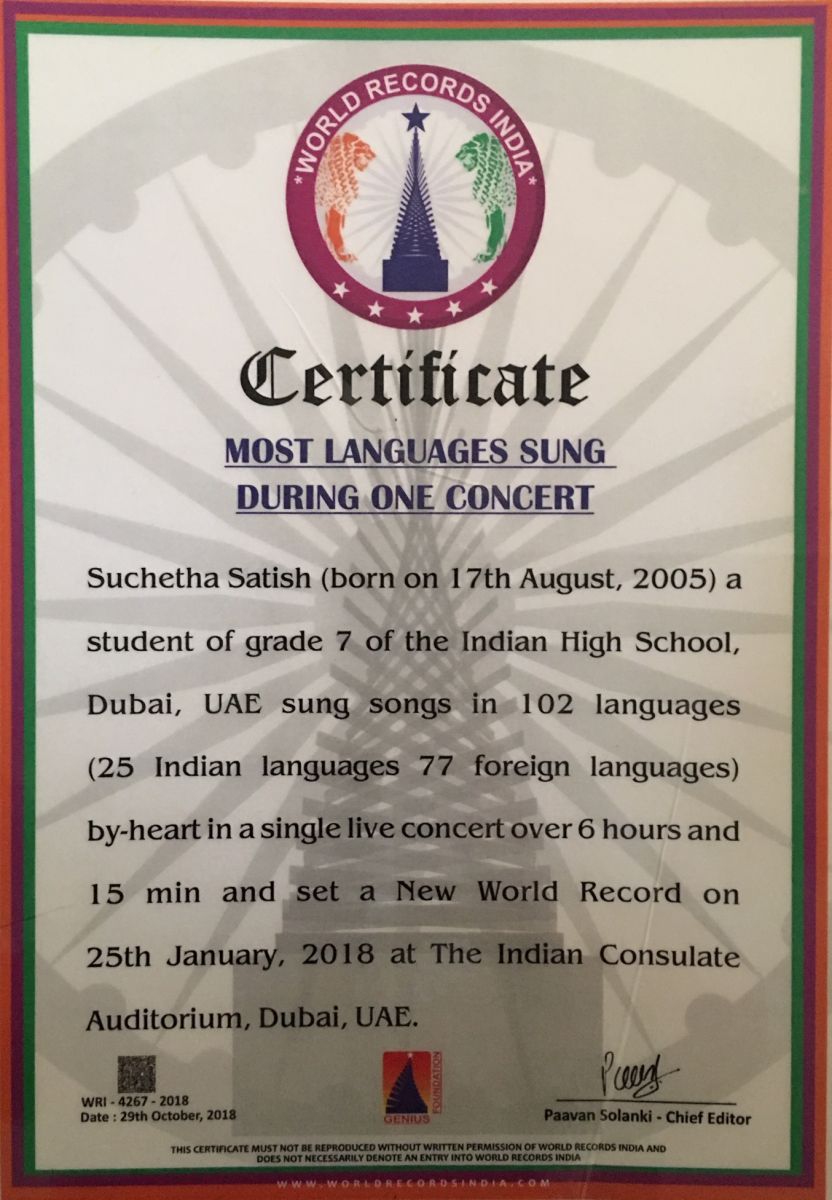 *WORLD RECORDS INDIA*
Certificate
MOST LANGUAGES SUNG
DURING ONE CONCERT
Suchetha Satish (born on 17th August, 2005) a
student of grade 7 of the Indian High School,
Dubai, UAE sung songs in 102 languages
(25 Indian languages 77 foreign languages)
by-heart in a single live concert over 6 hours and
15 min and set a New World Record on
25th January, 2018 at The Indian Consulate
Auditorium, Dubai, UAE.
WRI - 4267 - 2018
Date : 29th October, 2018
GENIUS
FOUNDATION
Paavan Solanki - Chief Editor
THIS CERTIFICATE MUST NOT BE REPRODUCED WITHOUT WRITTEN PERMISSION OF WORLD RECORDS INDIA AND
DOES NOT NECESSARILY DENOTE AN ENTRY INTO WORLD RECORDS INDIA
WWW.WORLDRECORDSINDIA.COM